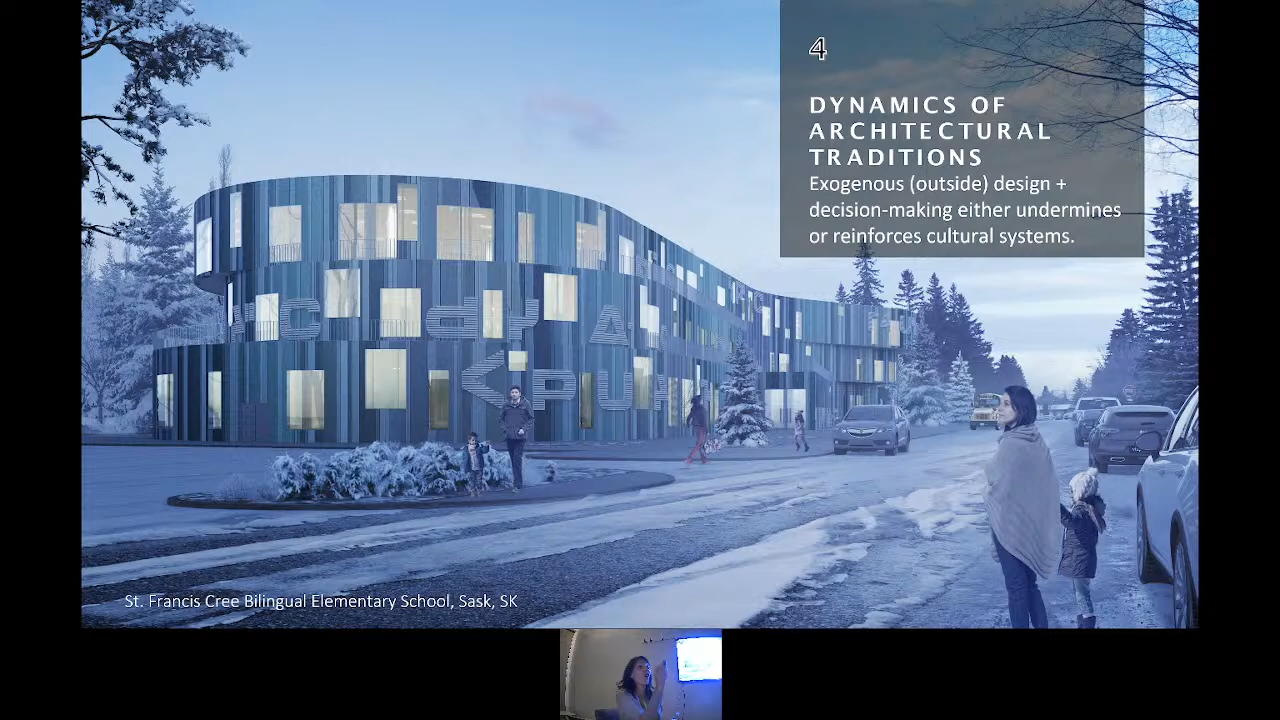 4
DYNAMICS OF
ARCHITECTURAL
TRADITIONS
Exogenous (outside) design +
decision-making either undermines
or reinforces cultural systems.
St. Francis Cree Bilingual Elementary School, Sask, SK